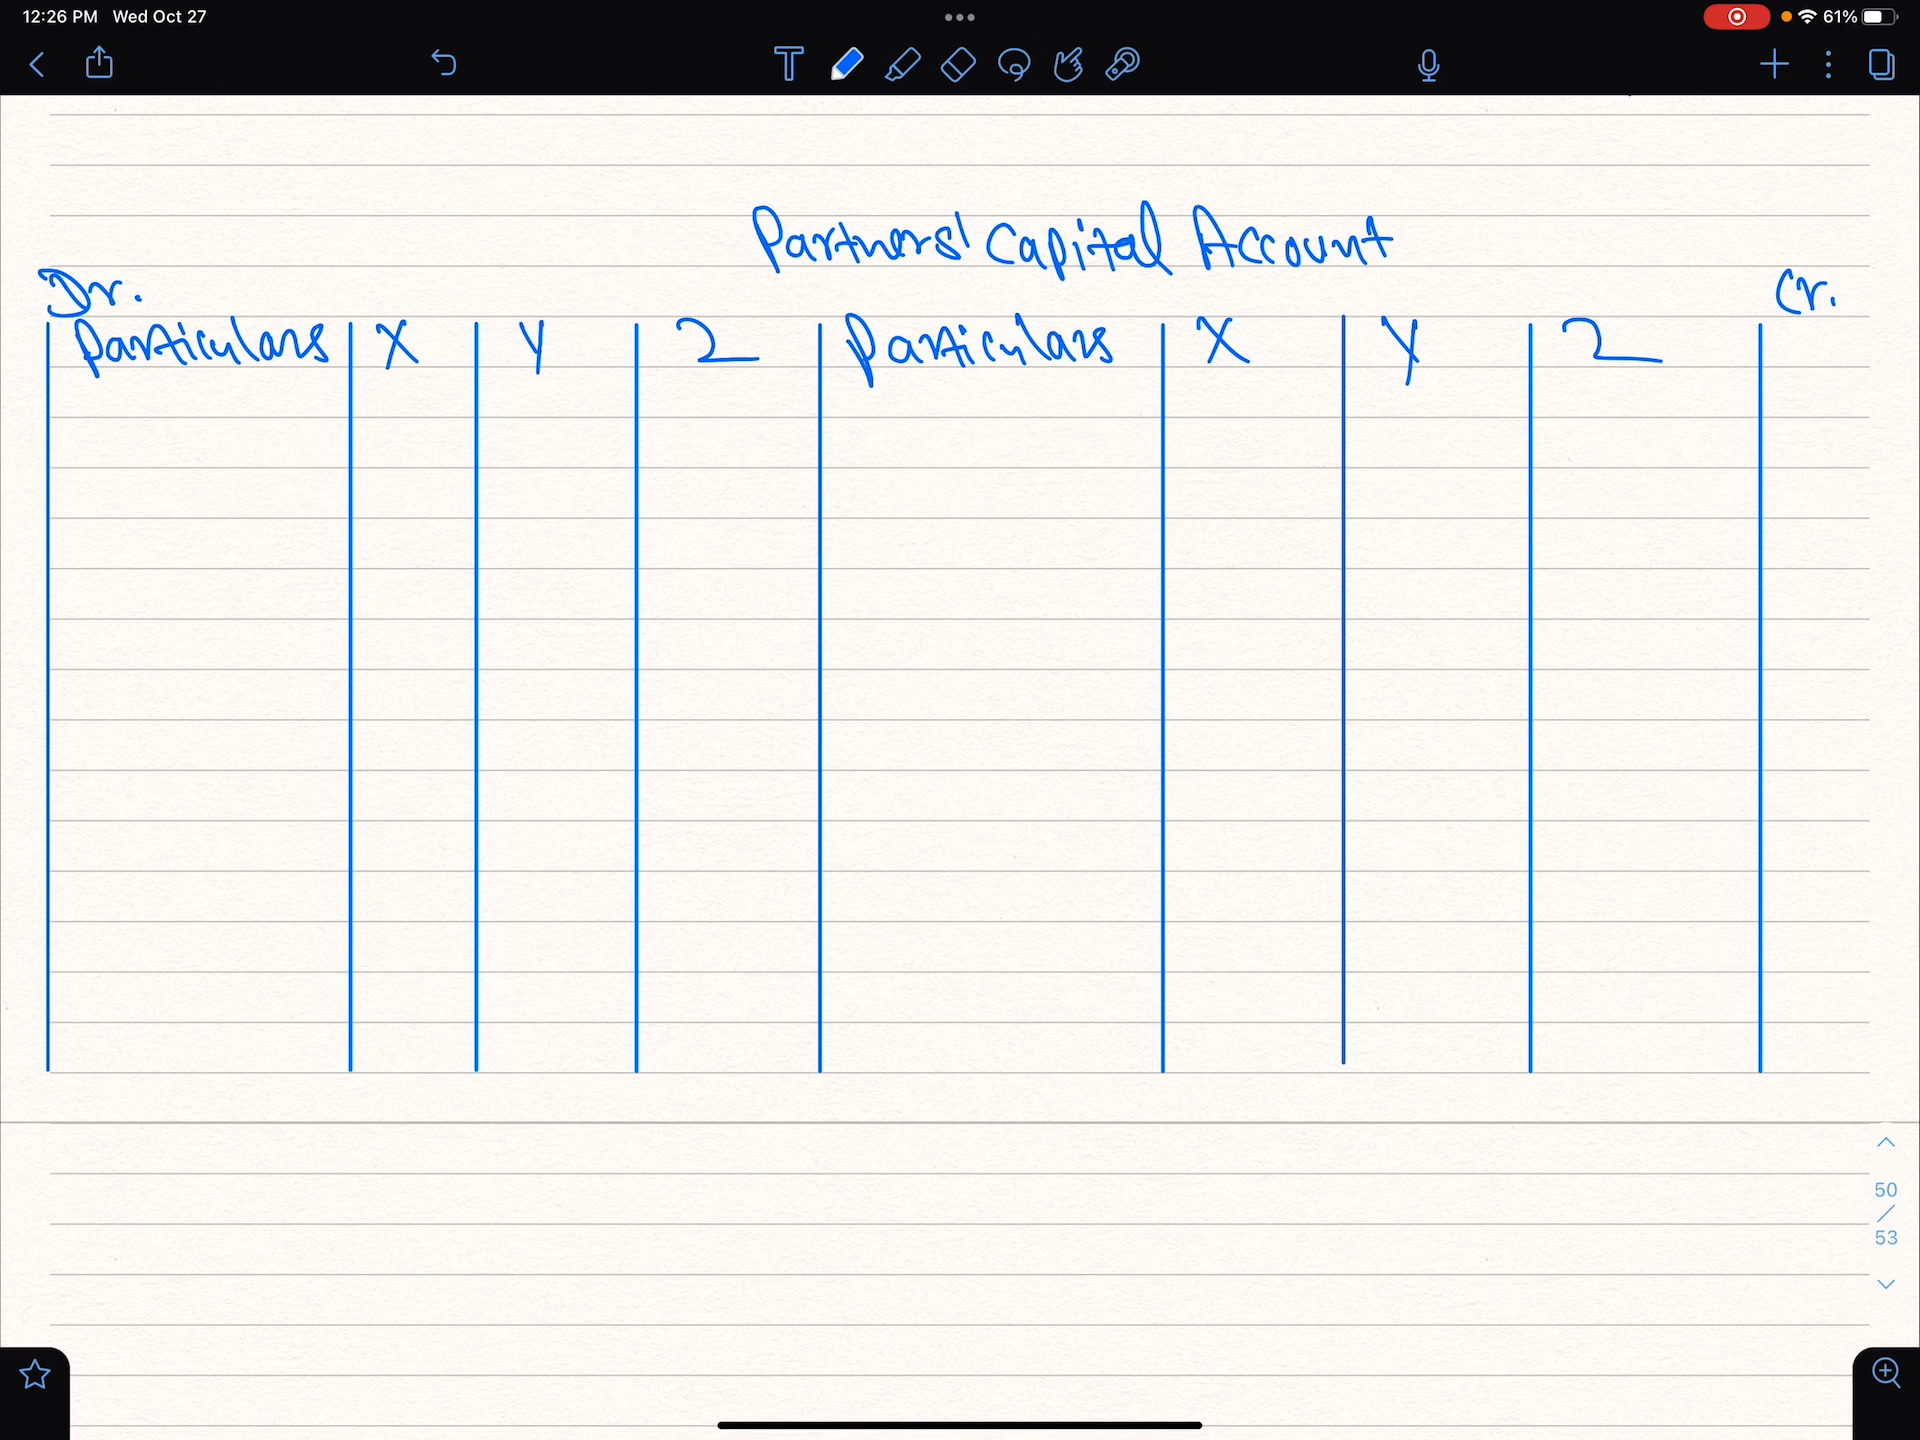 12:26 PM Wed Oct 27
61%
Partners' Capital Account
Dr. Cr.
Particulars X Y Z Particulars X Y Z
50
/
53